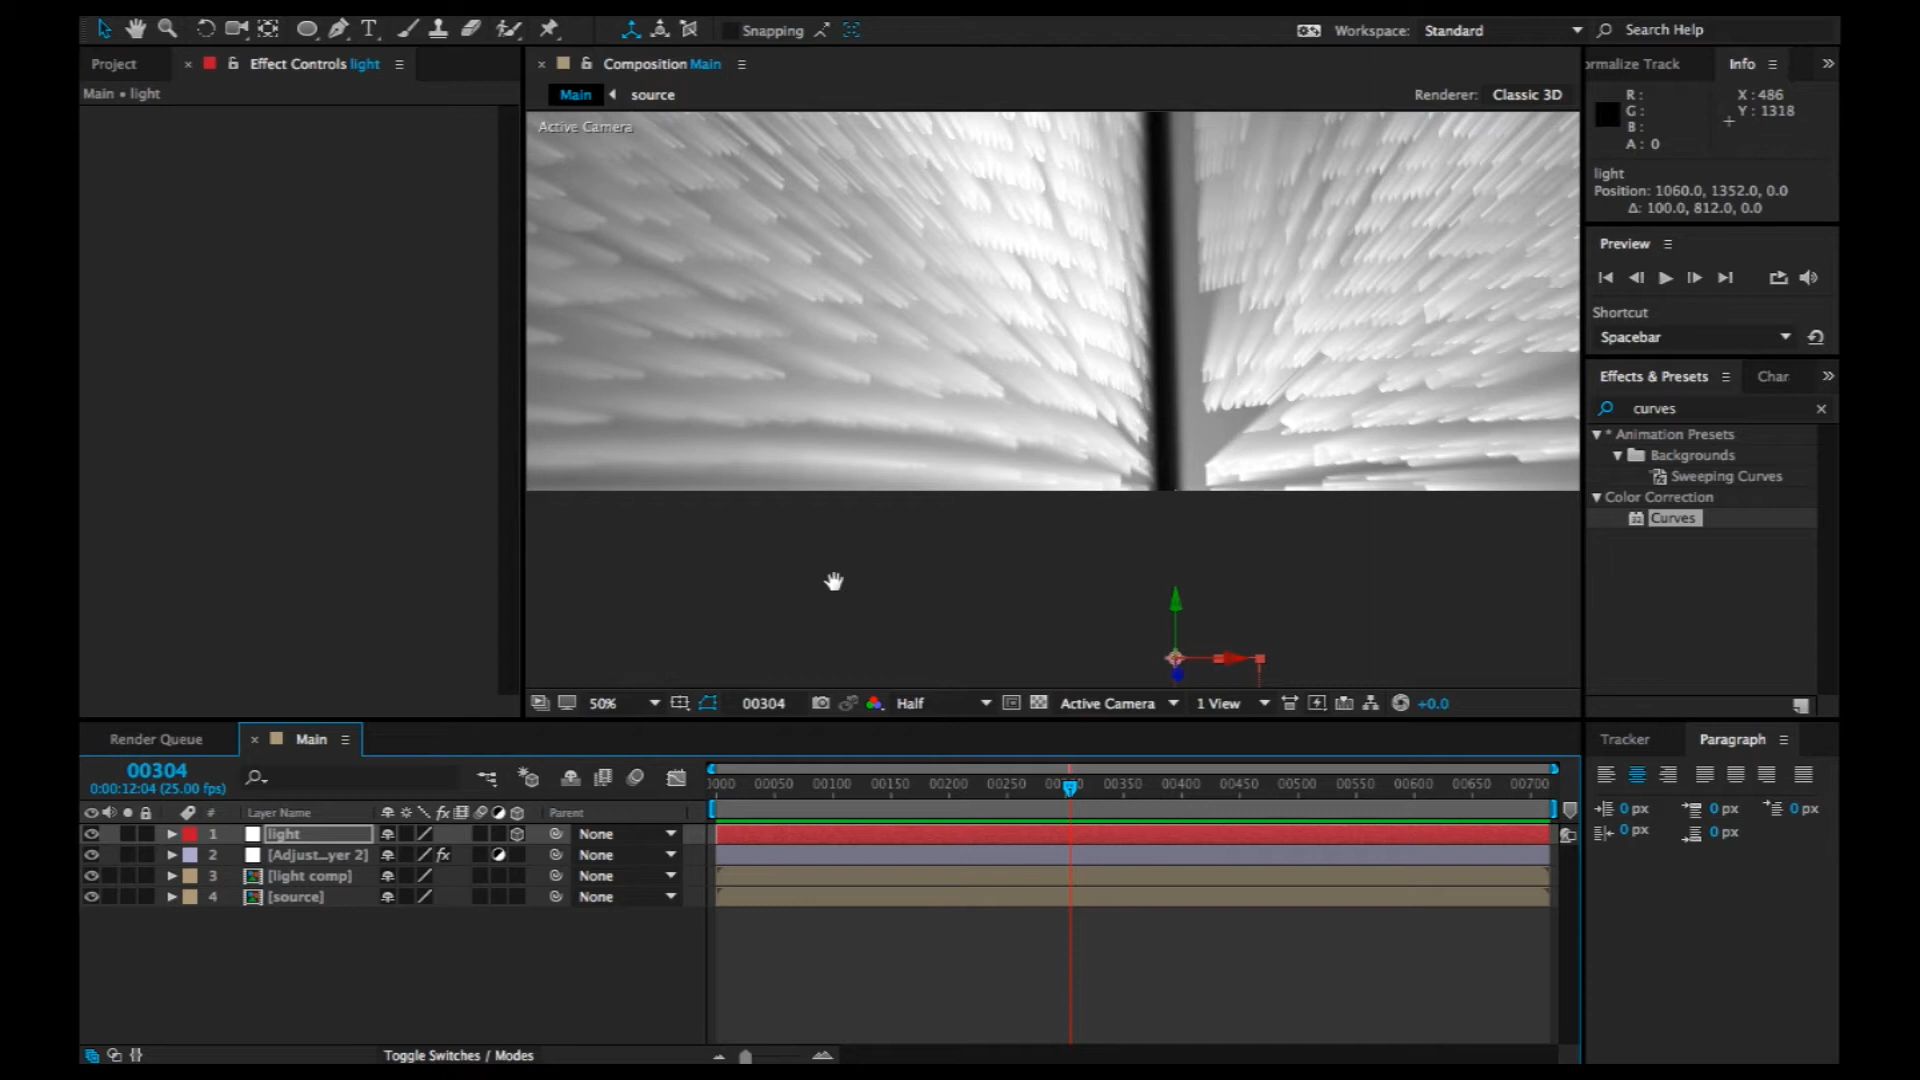 Snapping
Workspace: Standard
Search Help
Project
Effect Controls light
Composition Main
ormalize Track
Info
Main • light
Main
source
Renderer: Classic 3D
Active Camera
R :
G :
B :
A : 0
X : 486
Y : 1318
light
Position: 1060.0, 1352.0, 0.0
Δ: 100.0, 812.0, 0.0
Preview
Shortcut
Spacebar
Effects & Presets
Char
curves
* Animation Presets
Backgrounds
Sweeping Curves
Color Correction
32
Curves
50%
00304
Half
Active Camera
1 View
+0.0
Render Queue
Main
Tracker
Paragraph
00304
0:00:12:04 (25.00 fps)
0000 00050 00100 00150 00200 00250 00350 00400 00450 00500 00550 00600 00650 00700
0 px 0 px 0 px
0 px 0 px
# Layer Name fx Parent
1 light None
2 [Adjust...yer 2] fx None
3 [light comp] None
4 [source] None
Toggle Switches / Modes